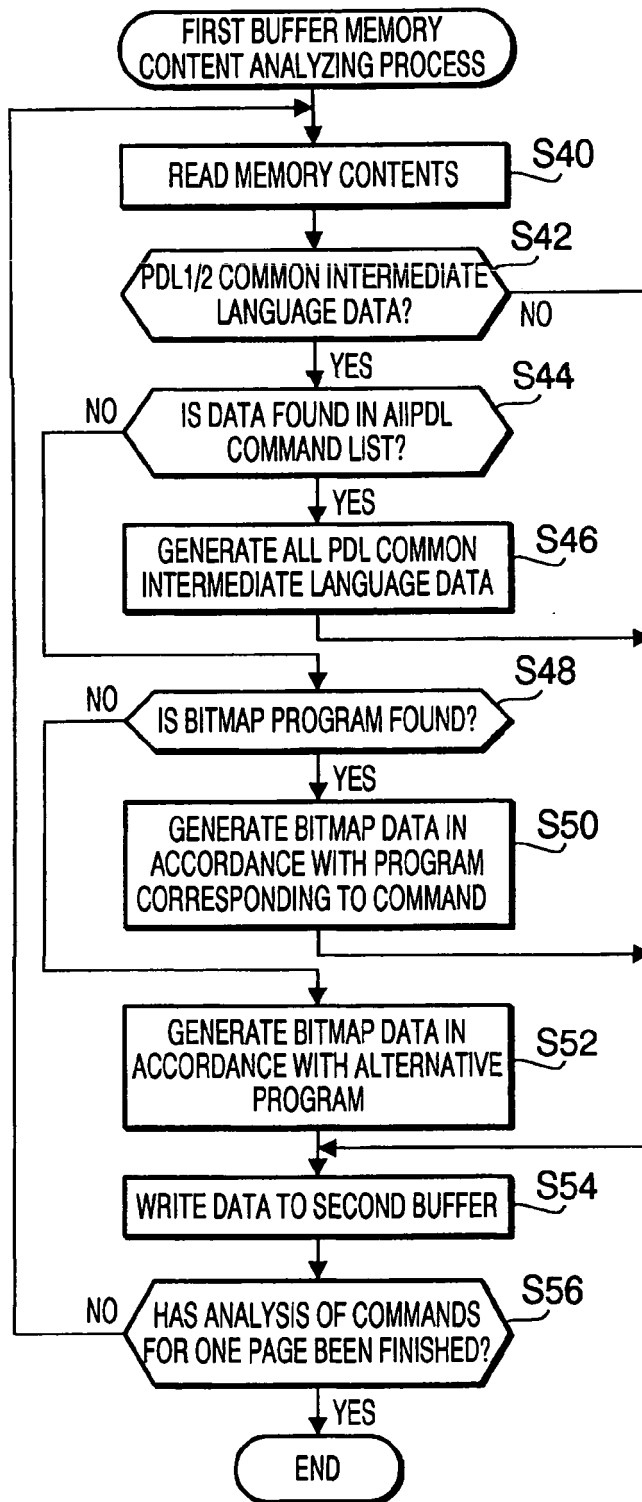 FIRST BUFFER MEMORY
CONTENT ANALYZING PROCESS
READ MEMORY CONTENTS
S40
PDL1/2 COMMON INTERMEDIATE
LANGUAGE DATA?
S42
NO
YES
IS DATA FOUND IN AIIPDL
COMMAND LIST?
S44
NO
YES
GENERATE ALL PDL COMMON
INTERMEDIATE LANGUAGE DATA
S46
IS BITMAP PROGRAM FOUND?
S48
NO
YES
GENERATE BITMAP DATA IN
ACCORDANCE WITH PROGRAM
CORRESPONDING TO COMMAND
S50
GENERATE BITMAP DATA IN
ACCORDANCE WITH ALTERNATIVE
PROGRAM
S52
WRITE DATA TO SECOND BUFFER
S54
HAS ANALYSIS OF COMMANDS
FOR ONE PAGE BEEN FINISHED?
S56
NO
YES
END